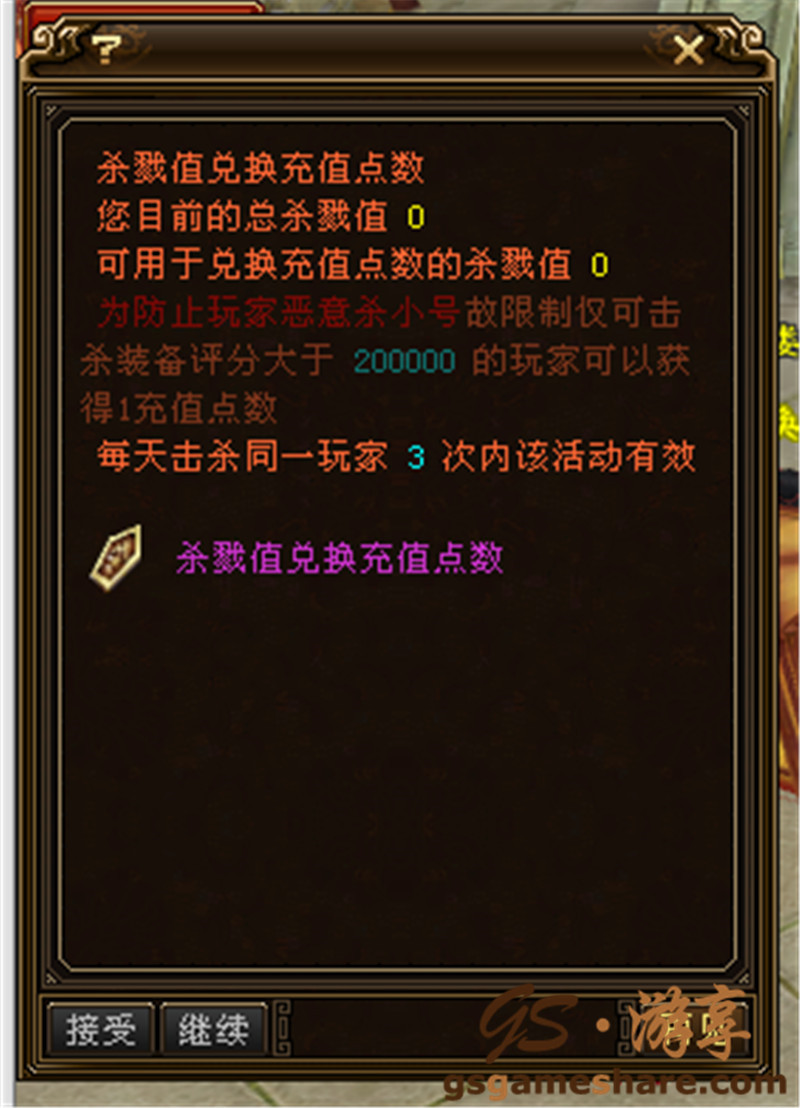 ?
杀戮值兑换充值点数
您目前的总杀戮值 0
可用于兑换充值点数的杀戮值 0
为防止玩家恶意杀小号故限制仅可击
杀装备评分大于 200000 的玩家可以获
得1充值点数
每天击杀同一玩家 3 次内该活动有效
杀戮值兑换充值点数
接受 继续
GS·游享
gsgameshare.com